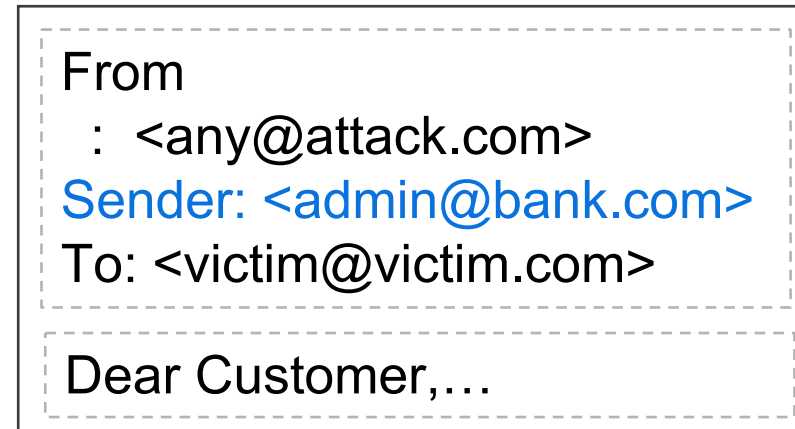 From
: <any@attack.com>
Sender: <admin@bank.com>
To: <victim@victim.com>
Dear Customer,…